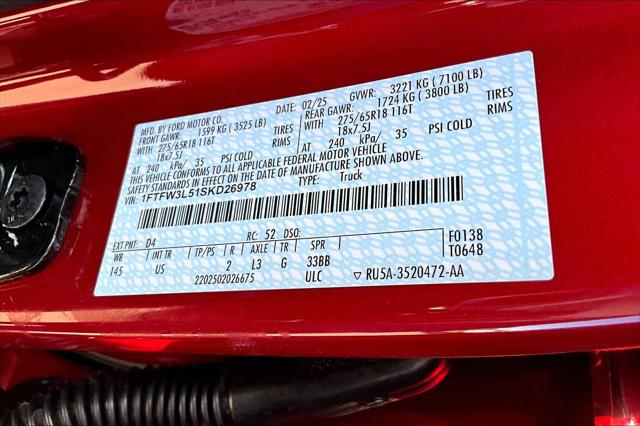 MFD. BY FORD MOTOR CO.
DATE: 02/25 GVWR: 3221 KG ( 7100 LB)
FRONT GAWR: 1599 KG ( 3525 LB) REAR GAWR: 1724 KG ( 3800 LB)
WITH 275/65R18 116T TIRES WITH 275/65R18 116T TIRES
18x7.5J RIMS 18x7.5J RIMS
AT 240 kPa/ 35 PSI COLD AT 240 kPa/ 35 PSI COLD
THIS VEHICLE CONFORMS TO ALL APPLICABLE FEDERAL MOTOR VEHICLE
SAFETY STANDARDS IN EFFECT ON THE DATE OF MANUFACTURE SHOWN ABOVE.
VIN: 1FTFW3L51SKD26978 TYPE: Truck
EXT PNT: D4 RC: 52 DSO: F0138
WB INT TR TP/PS R AXLE TR SPR T0648
145 US 2 L3 G 33BB
2202502026675 ULC ▽ RU5A-3520472-AA